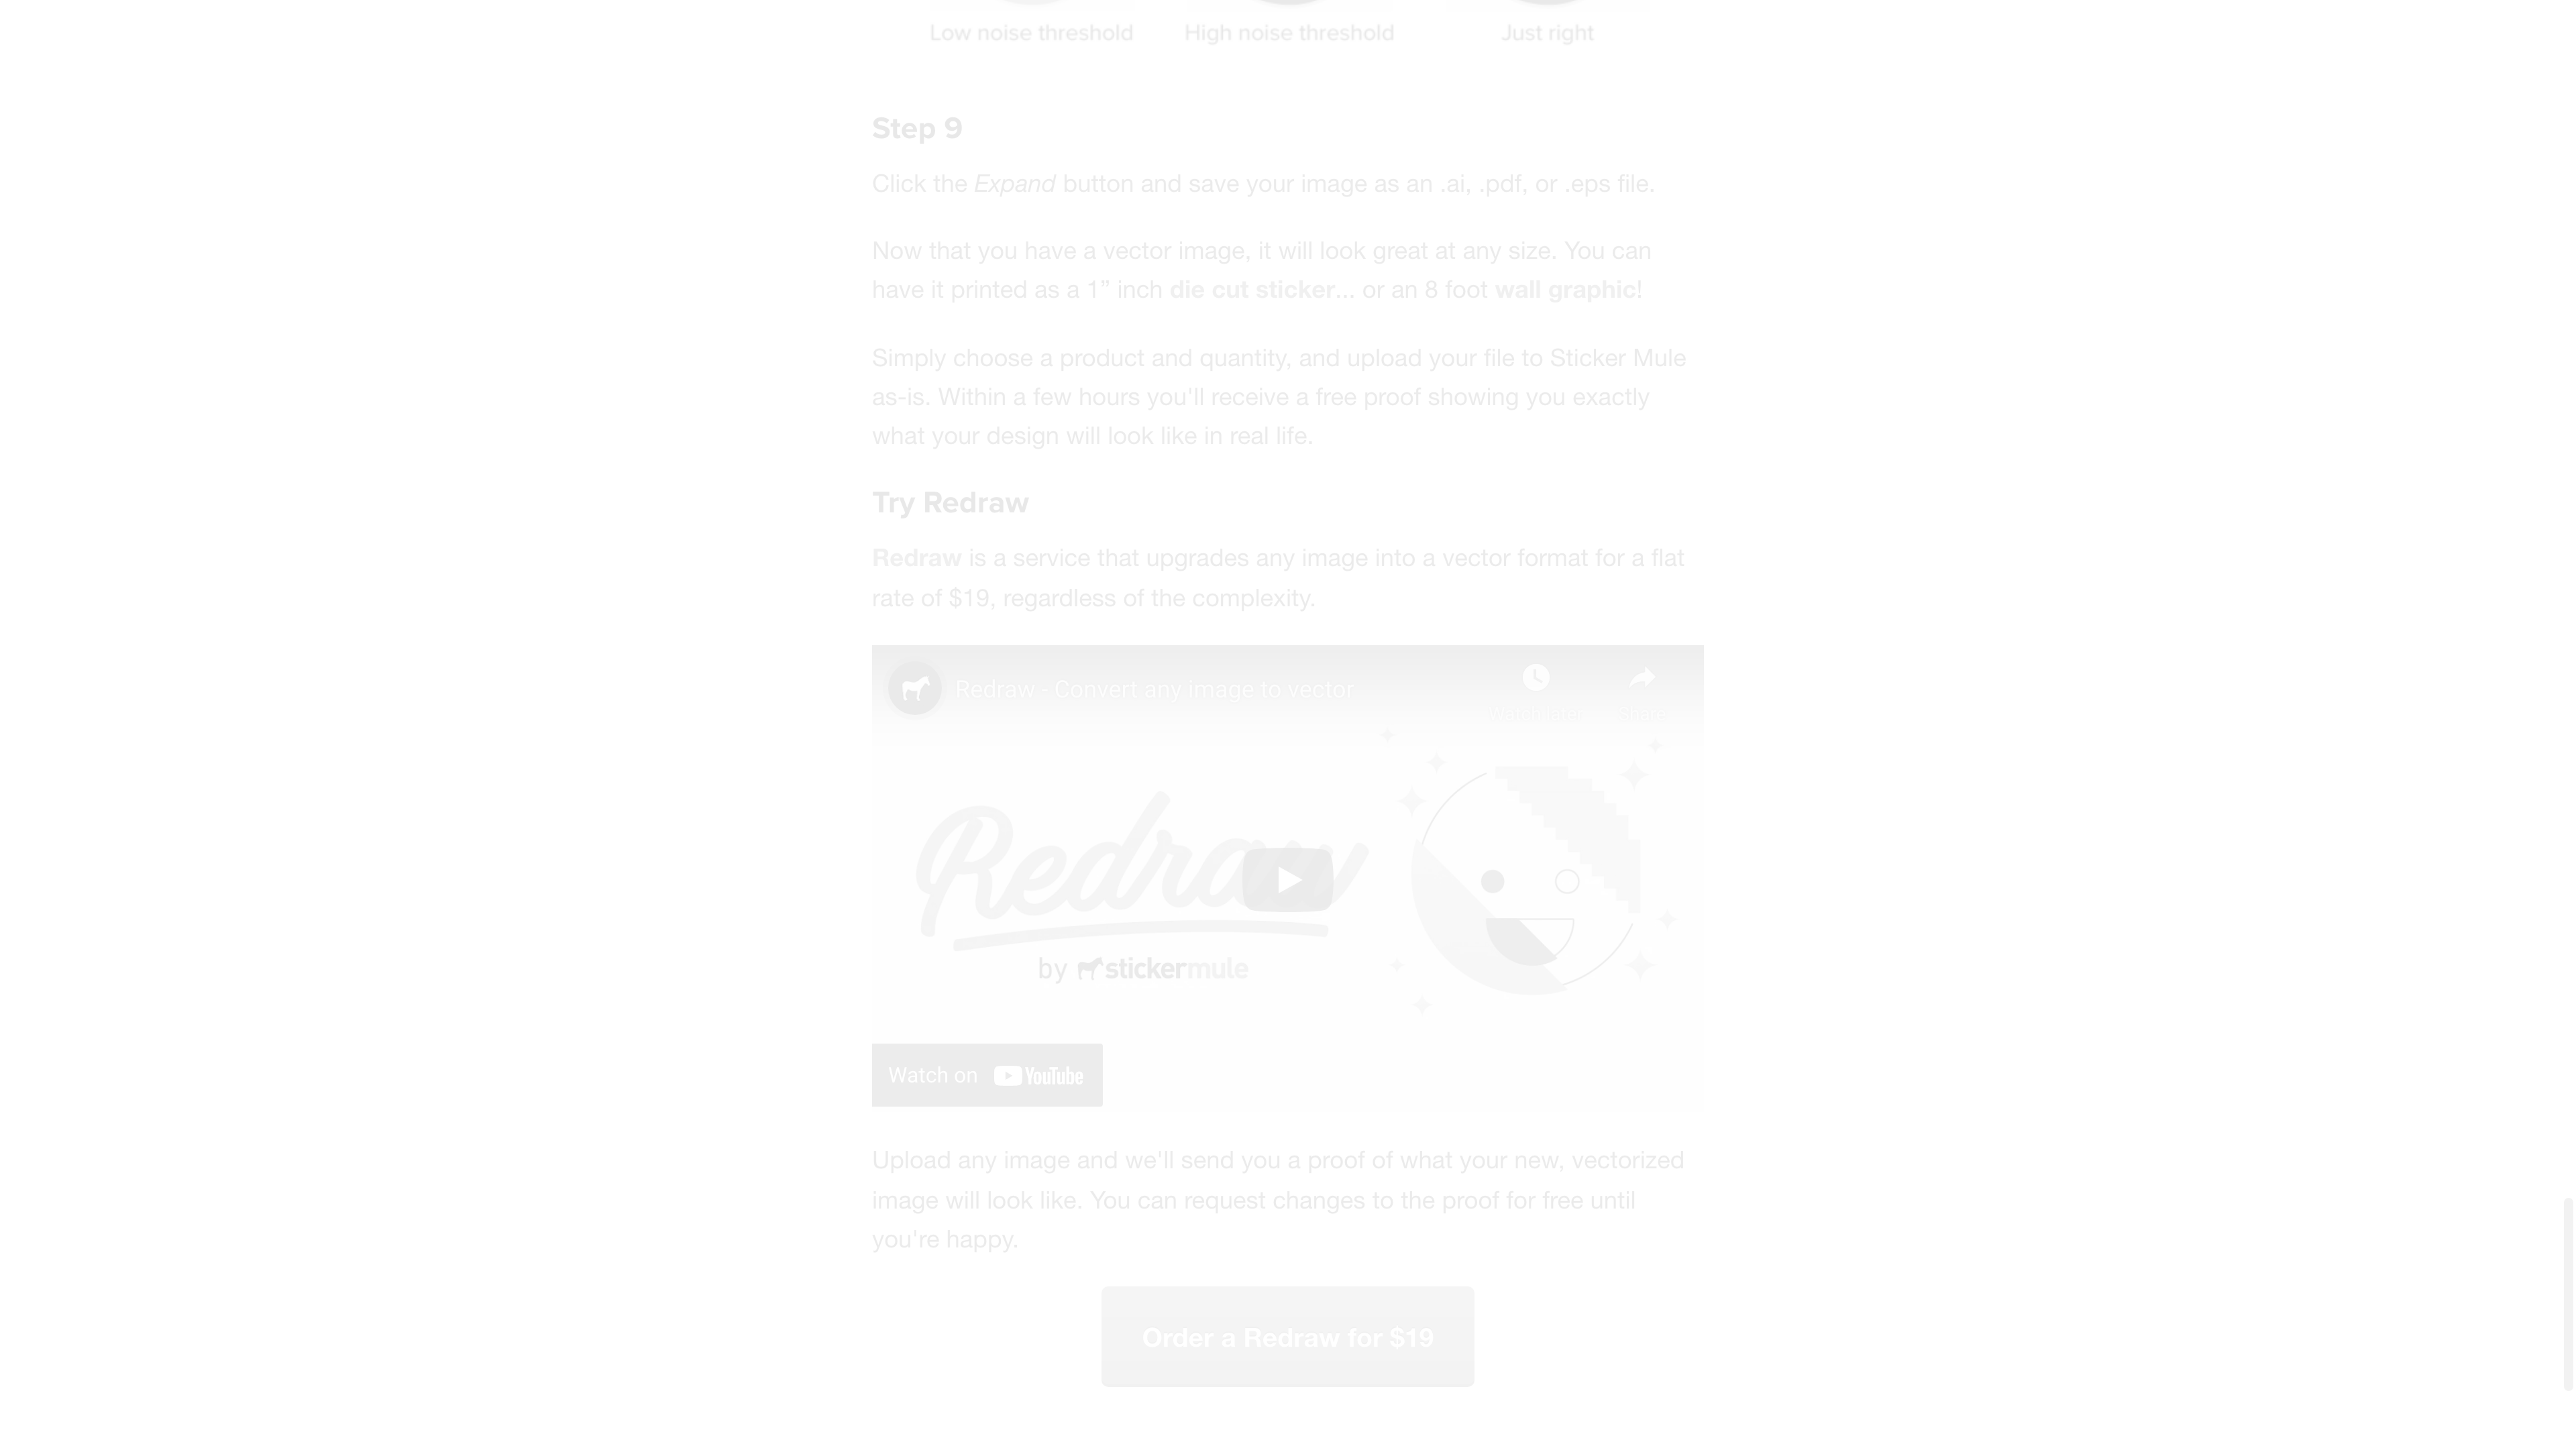 Low noise threshold
High noise threshold
Just right
Step 9
Click the Expand button and save your image as an .ai, .pdf, or .eps file.
Now that you have a vector image, it will look great at any size. You can
have it printed as a 1” inch die cut sticker... or an 8 foot wall graphic!
Simply choose a product and quantity, and upload your file to Sticker Mule
as-is. Within a few hours you'll receive a free proof showing you exactly
what your design will look like in real life.
Try Redraw
Redraw is a service that upgrades any image into a vector format for a flat
rate of $19, regardless of the complexity.
Redraw - Convert any image to vector
Watch later
Share
Redraw
by stickermule
Watch on YouTube
Upload any image and we'll send you a proof of what your new, vectorized
image will look like. You can request changes to the proof for free until
you're happy.
Order a Redraw for $19